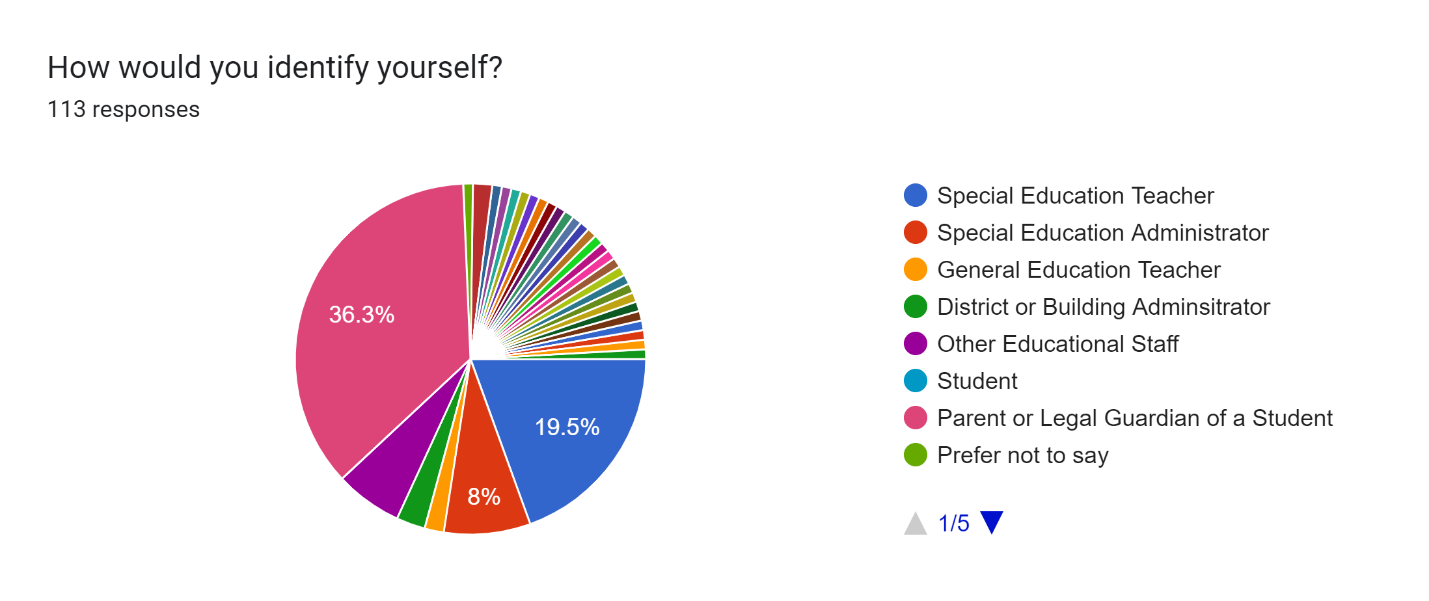 How would you identify yourself?
113 responses
36.3%
19.5%
8%
Special Education Teacher
Special Education Administrator
General Education Teacher
District or Building Adminsitrator
Other Educational Staff
Student
Parent or Legal Guardian of a Student
Prefer not to say
1/5